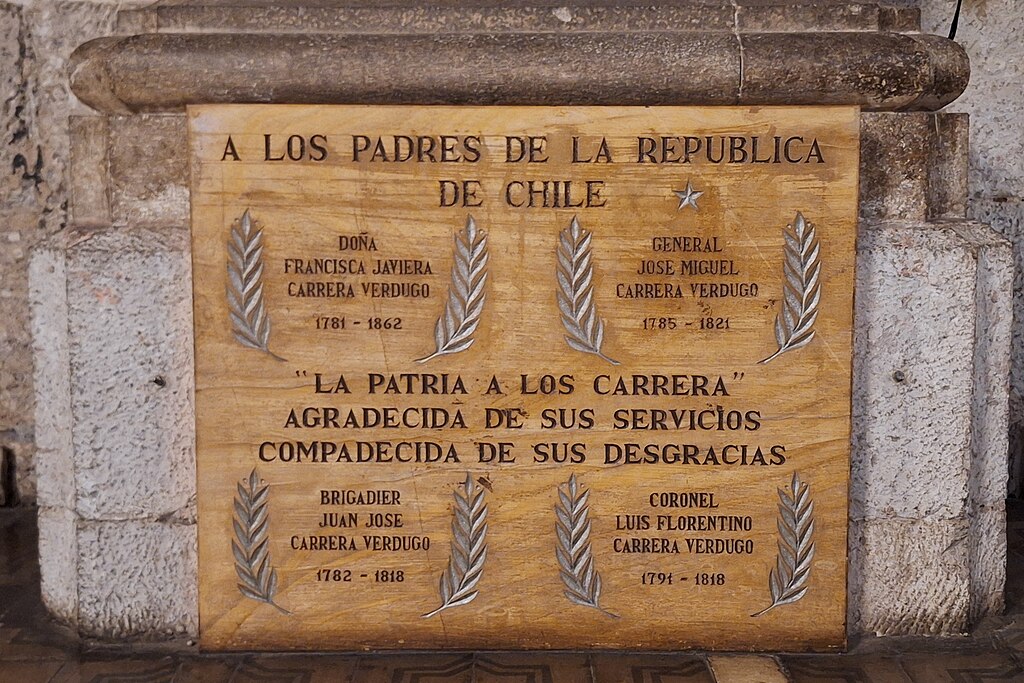 A LOS PADRES DE LA REPUBLICA
DE CHILE
DOÑA
FRANCISCA JAVIERA
CARRERA VERDUGO
1781 - 1862
GENERAL
JOSE MIGUEL
CARRERA VERDUGO
1785 - 1821
"LA PATRIA A LOS CARRERA"
AGRADECIDA DE SUS SERVICIOS
COMPADECIDA DE SUS DESGRACIAS
BRIGADIER
JUAN JOSE
CARRERA VERDUGO
1782 - 1818
CORONEL
LUIS FLORENTINO
CARRERA VERDUGO
1791 - 1818